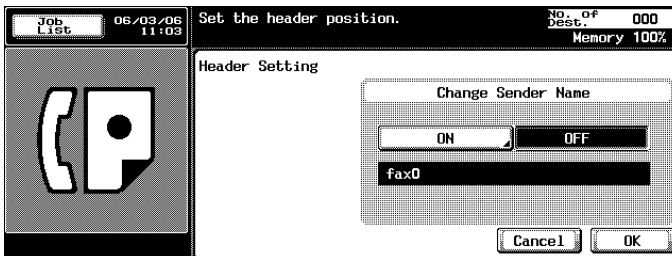 Job List
06/03/06
11:03
Set the header position.
No. of Dest. 000
Memory 100%
Header Setting
Change Sender Name
ON OFF
fax0
Cancel OK